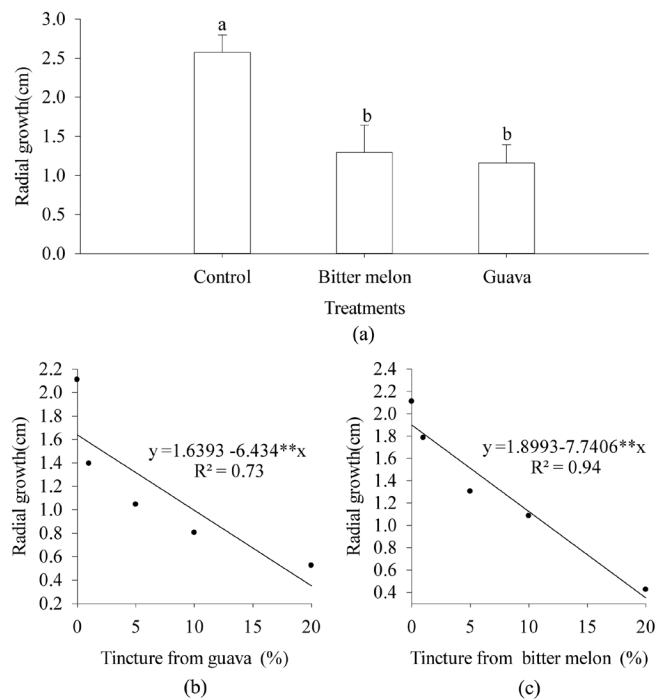 3.0
2.5
2.0
1.5
1.0
0.5
0.0
Radial growth(cm)
a
b
b
Control Bitter melon Guava
Treatments
(a)
2.2
2.0
1.8
1.6
1.4
1.2
1.0
0.8
0.6
0.4
0.2
Radial growth(cm)
y=1.6393 -6.434**x
R² = 0.73
0 5 10 15 20
Tincture from guava (%)
(b)
2.4
2.2
2.0
1.8
1.6
1.4
1.2
1.0
0.8
0.6
0.4
Radial growth(cm)
y=1.8993-7.7406**x
R² = 0.94
0 5 10 15 20
Tincture from bitter melon (%)
(c)